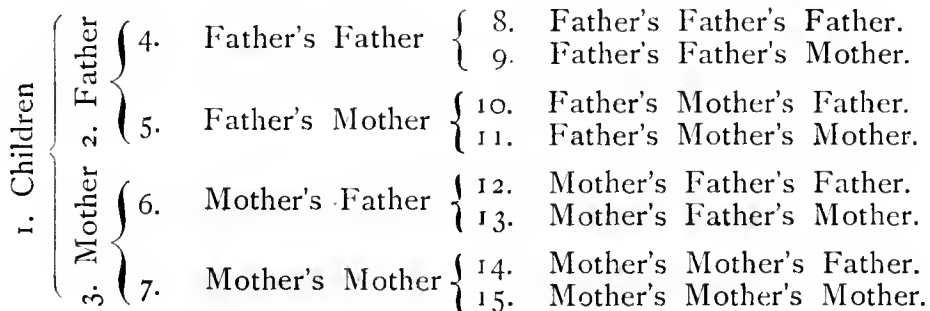 1. Children
2. Father
3. Mother
4. Father's Father
5. Father's Mother
6. Mother's Father
7. Mother's Mother
8. Father's Father's Father.
9. Father's Father's Mother.
10. Father's Mother's Father.
11. Father's Mother's Mother.
12. Mother's Father's Father.
13. Mother's Father's Mother.
14. Mother's Mother's Father.
15. Mother's Mother's Mother.